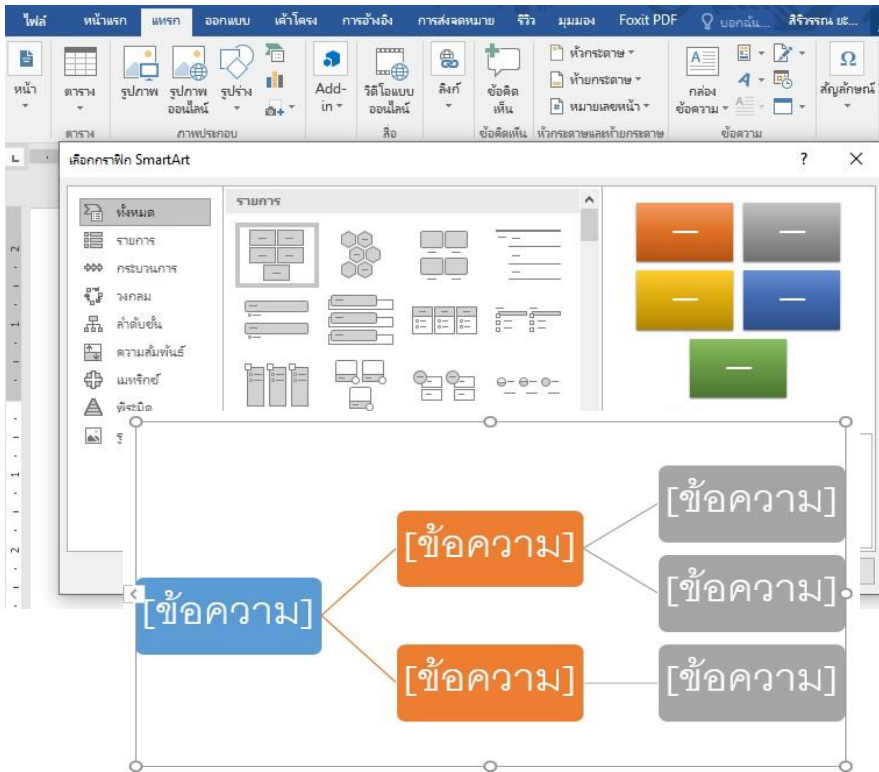 ไฟล์ หน้าแรก แทรก ออกแบบ เค้าโครง การอ้างอิง การส่งจดหมาย รีวิว มุมมอง Foxit PDF บอกฉัน... สิริวรรณ ยะ...
หน้า
ตาราง
รูปภาพ
รูปภาพ
ออนไลน์
รูปร่าง
Add-
in
วิดีโอแบบ
ออนไลน์
ลิงก์
ข้อคิด
เห็น
หัวกระดาษ
ท้ายกระดาษ
หมายเลขหน้า
กล่อง
ข้อความ
สัญลักษณ์
ตาราง ภาพประกอบ สื่อ ข้อคิดเห็น หัวกระดาษและท้ายกระดาษ ข้อความ
เลือกกราฟิก SmartArt
ทั้งหมด
รายการ
กระบวนการ
วงกลม
ลำดับชั้น
ความสัมพันธ์
เมทริกซ์
พีระมิด
รายการ
[ข้อความ]
[ข้อความ]
[ข้อความ]
[ข้อความ]
[ข้อความ]
[ข้อความ]